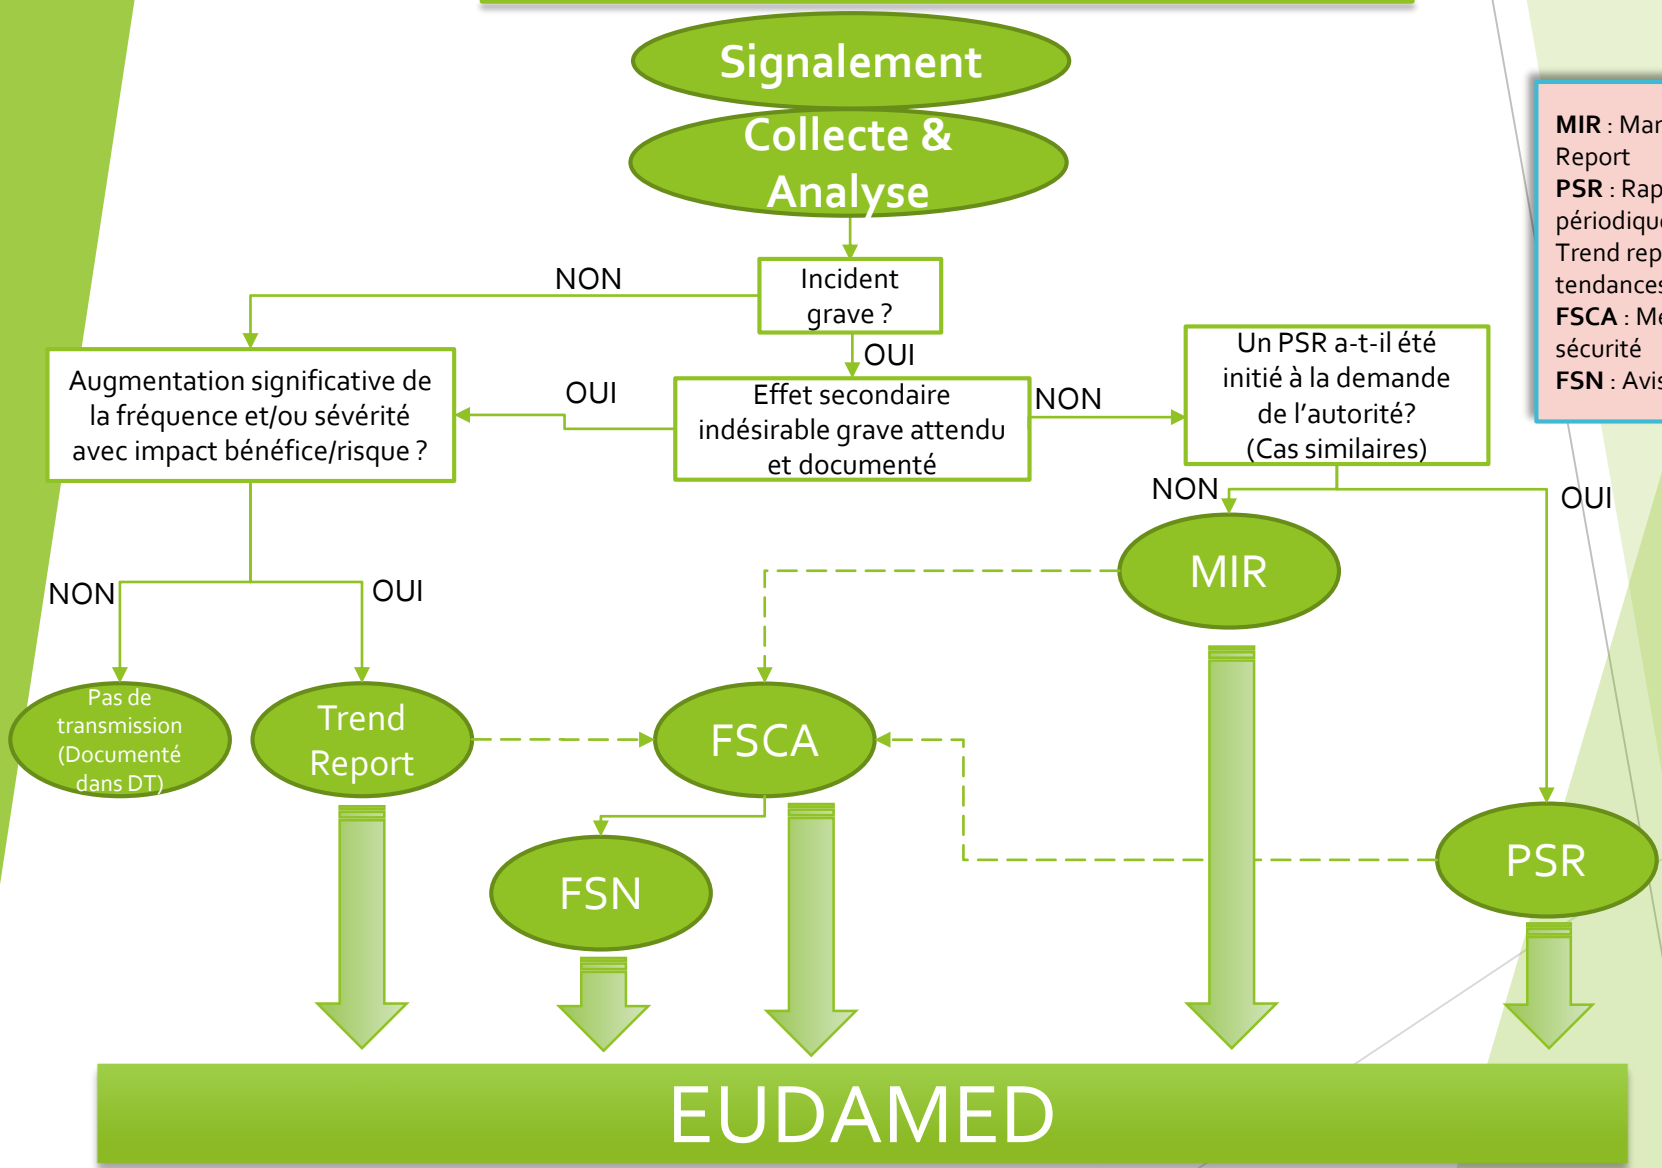 Signalement
Collecte &
Analyse
MIR :
Report
PSR :
Trend
FSCA :
sécurité
FSN :
NON
Incident
grave ?
OUI
Augmentation significative de
la fréquence et/ou sévérité
avec impact bénéfice/risque ?
OUI
Effet secondaire
indésirable grave attendu
et documenté
NON
Un PSR a-t-il été
initié à la demande
de l'autorité?
(Cas similaires)
NON
OUI
MIR
NON
OUI
Pas de
transmission
(Documenté
dans DT)
Trend
Report
FSCA
FSN
PSR
EUDAMED